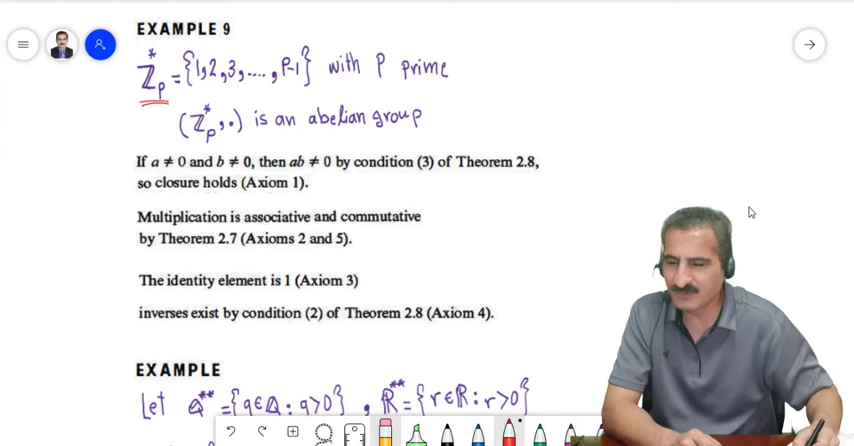 EXAMPLE 9
ℤ*ₚ = {1, 2, 3, ...., P-1} with P prime
(ℤ*ₚ, ·) is an abelian group
If a ≠ 0 and b ≠ 0, then ab ≠ 0 by condition (3) of Theorem 2.8,
so closure holds (Axiom 1).
Multiplication is associative and commutative
by Theorem 2.7 (Axioms 2 and 5).
The identity element is 1 (Axiom 3)
inverses exist by condition (2) of Theorem 2.8 (Axiom 4).
EXAMPLE
Let ℚ** = {q∈ℚ : q>0} , ℝ** = {r∈ℝ : r>0}